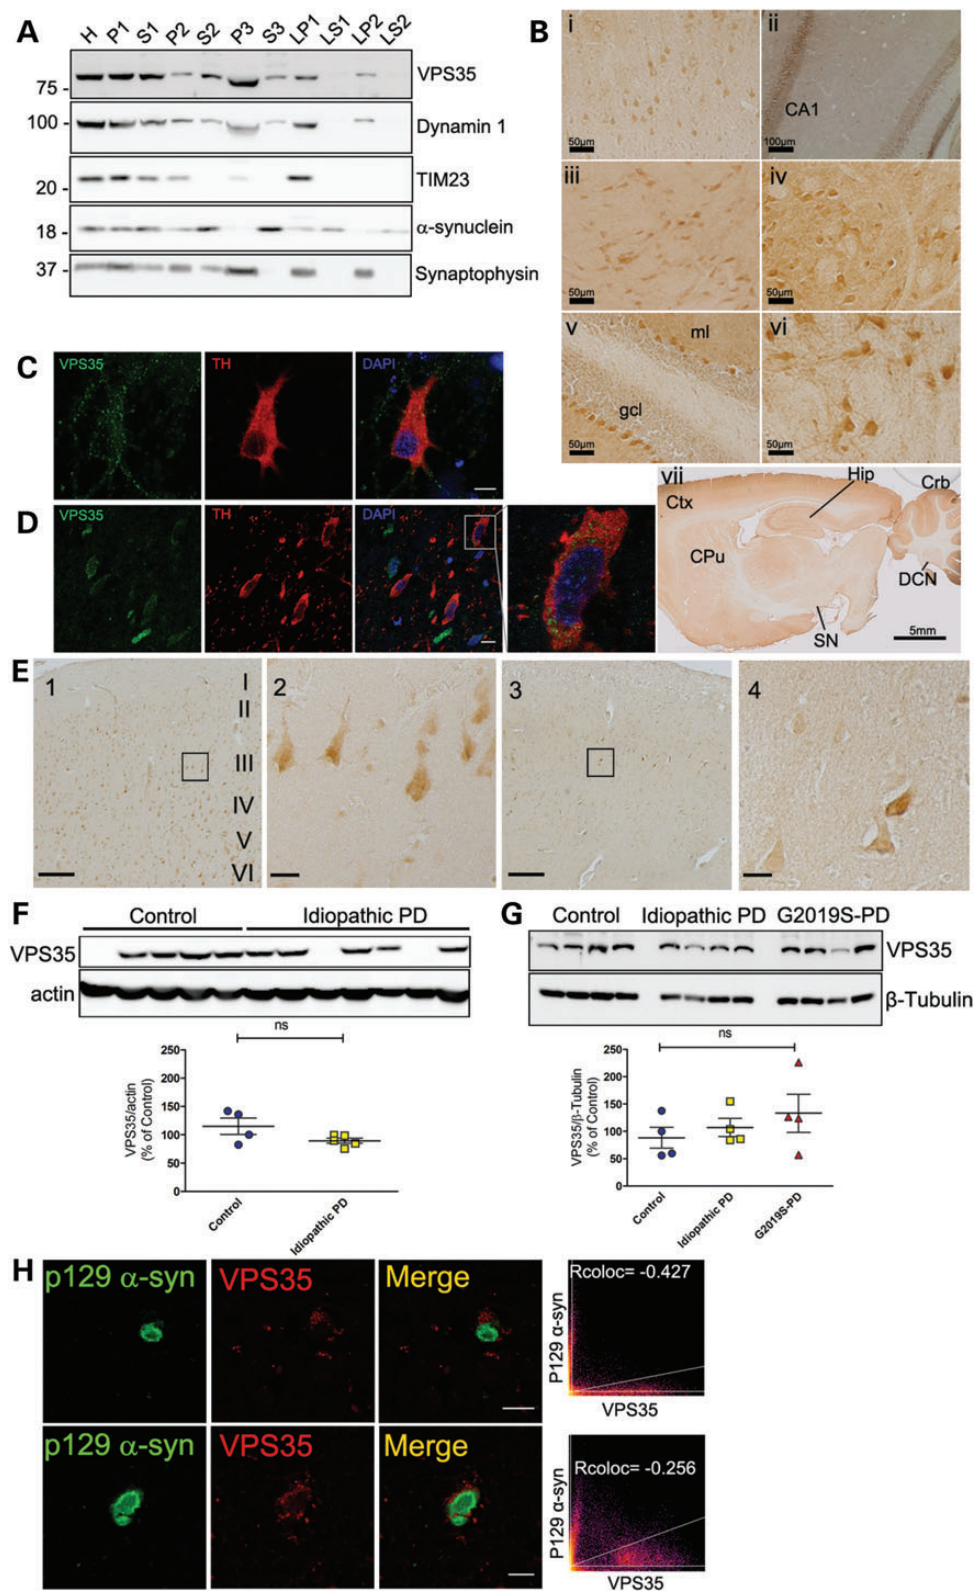 A
H P1 S1 P2 S2 P3 S3 LP1 LS1 LP2 LS2
75 -
VPS35
100 -
Dynamin 1
20 -
TIM23
18 -
α-synuclein
37 -
Synaptophysin
B
i
50µm
ii
CA1
100µm
iii
50µm
iv
50µm
v
ml
gcl
50µm
vi
50µm
vii
Ctx
Hip
Crb
CPu
DCN
SN
5mm
C
VPS35
TH
DAPI
D
VPS35
TH
DAPI
E
1
I
II
III
IV
V
VI
2
3
4
F
Control
Idiopathic PD
VPS35
actin
ns
VPS35/actin
(% of Control)
250
200
150
100
50
0
Control
Idiopathic PD
G
Control Idiopathic PD G2019S-PD
VPS35
β-Tubulin
ns
VPS35/β-Tubulin
(% of Control)
250
200
150
100
50
0
Control
Idiopathic PD
G2019S-PD
H
p129 α-syn
VPS35
Merge
Rcoloc= -0.427
P129 α-syn
VPS35
p129 α-syn
VPS35
Merge
Rcoloc= -0.256
P129 α-syn
VPS35